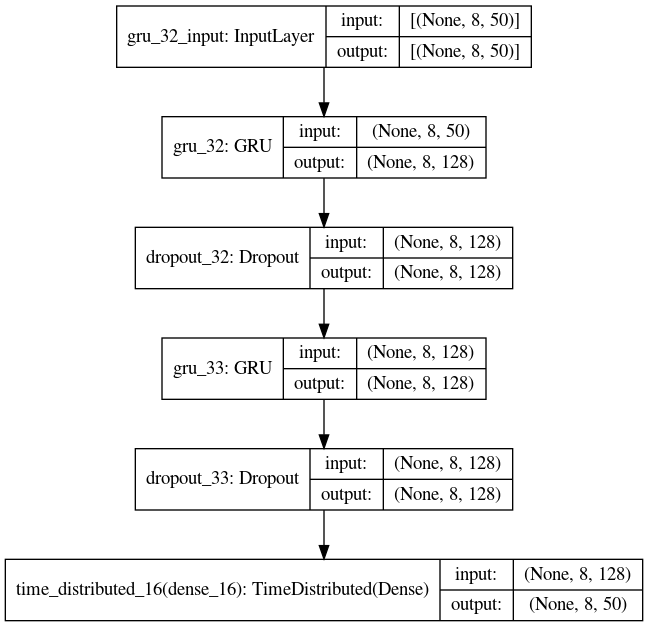 gru_32_input: InputLayer
input:
[(None, 8, 50)]
output:
[(None, 8, 50)]
gru_32: GRU
input:
(None, 8, 50)
output:
(None, 8, 128)
dropout_32: Dropout
input:
(None, 8, 128)
output:
(None, 8, 128)
gru_33: GRU
input:
(None, 8, 128)
output:
(None, 8, 128)
dropout_33: Dropout
input:
(None, 8, 128)
output:
(None, 8, 128)
time_distributed_16(dense_16): TimeDistributed(Dense)
input:
(None, 8, 128)
output:
(None, 8, 50)